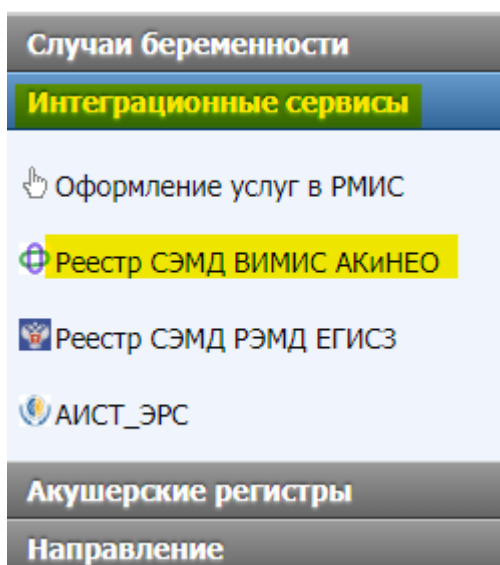 Случаи беременности
Интеграционные сервисы
Оформление услуг в РМИС
Реестр СЭМД ВИМИС АКиНЕО
Реестр СЭМД РЭМД ЕГИСЗ
АИСТ_ЭРС
Акушерские регистры
Направление